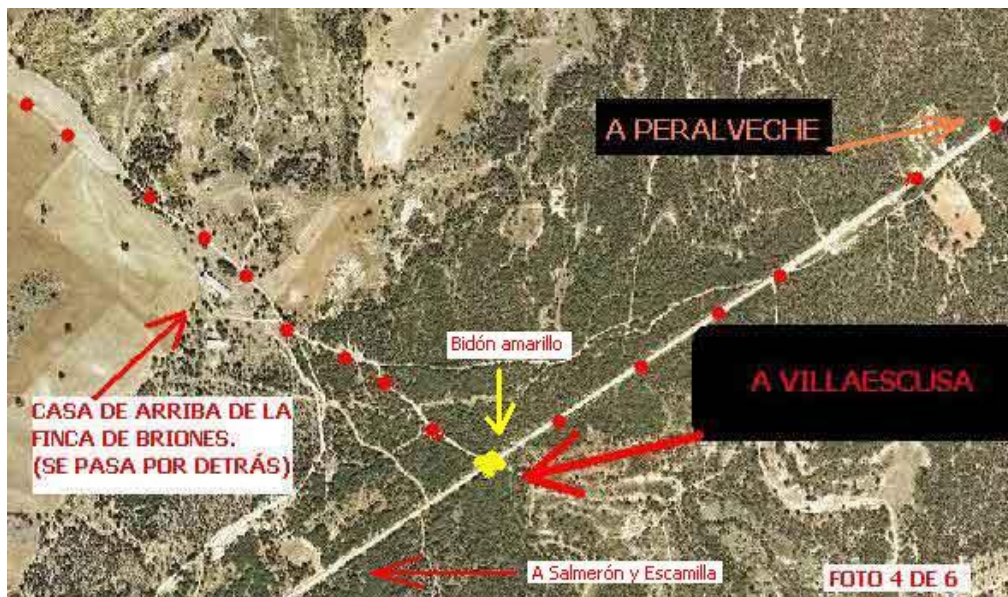 A PERALVECHE
Bidón amarillo
A VILLAESCUSA
CASA DE ARRIBA DE LA
FINCA DE BRIONES.
(SE PASA POR DETRÁS)
A Salmerón y Escamilla
FOTO 4 DE 6